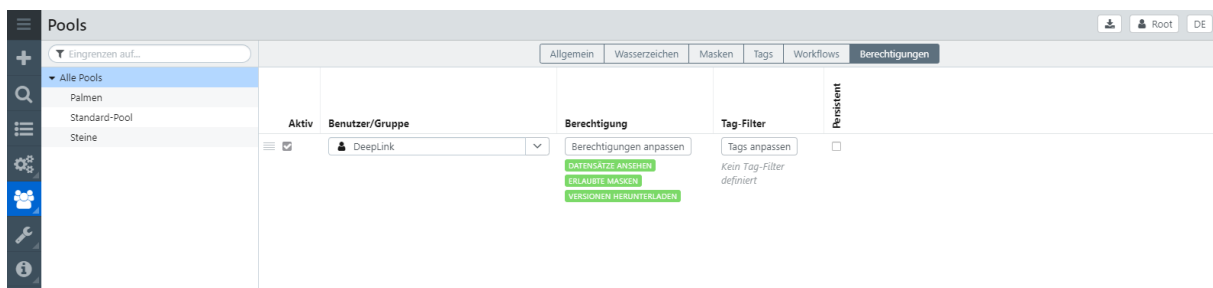 Pools
Root
DE
Eingrenzen auf...
Allgemein
Wasserzeichen
Masken
Tags
Workflows
Berechtigungen
Alle Pools
Palmen
Standard-Pool
Steine
Aktiv
Benutzer/Gruppe
Berechtigung
Tag-Filter
Persistent
DeepLink
Berechtigungen anpassen
Tags anpassen
DATENSÄTZE ANSEHEN
ERLAUBTE MASKEN
VERSIONEN HERUNTERLADEN
Kein Tag-Filter
definiert